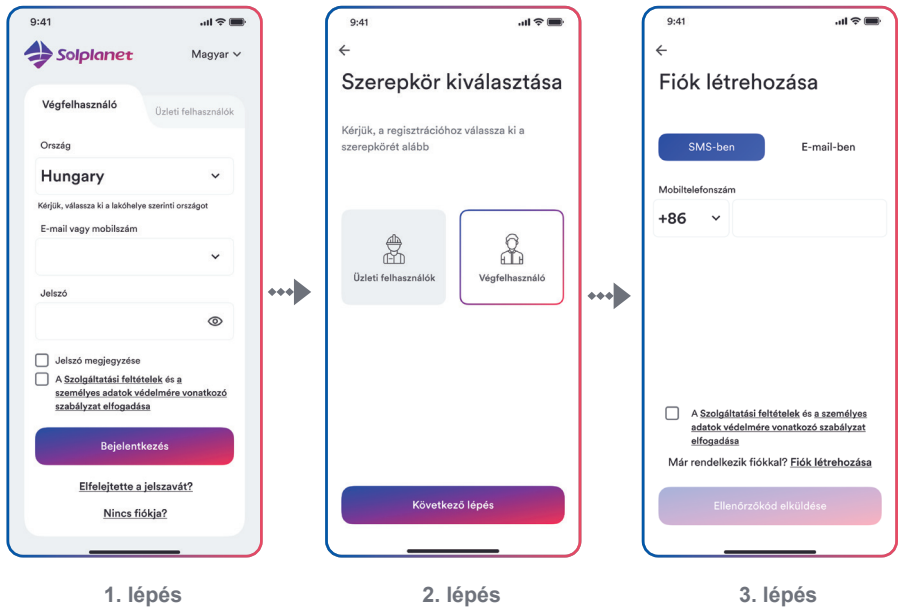 9:41
Solplanet
Magyar
Végfelhasználó
Üzleti felhasználók
Ország
Hungary
Kérjük, válassza ki a lakóhelye szerinti országot
E-mail vagy mobilszám
Jelszó
Jelszó megjegyzése
A Szolgáltatási feltételek és a
személyes adatok védelmére vonatkozó
szabályzat elfogadása
Bejelentkezés
Elfelejtette a jelszavát?
Nincs fiókja?
1. lépés
9:41
Szerepkör kiválasztása
Kérjük, a regisztrációhoz válassza ki a
szerepkörét alább
Üzleti felhasználók
Végfelhasználó
Következő lépés
2. lépés
9:41
Fiók létrehozása
SMS-ben
E-mail-ben
Mobiltelefonszám
+86
A Szolgáltatási feltételek és a személyes
adatok védelmére vonatkozó szabályzat
elfogadása
Már rendelkezik fiókkal? Fiók létrehozása
Ellenőrzőkód elküldése
3. lépés